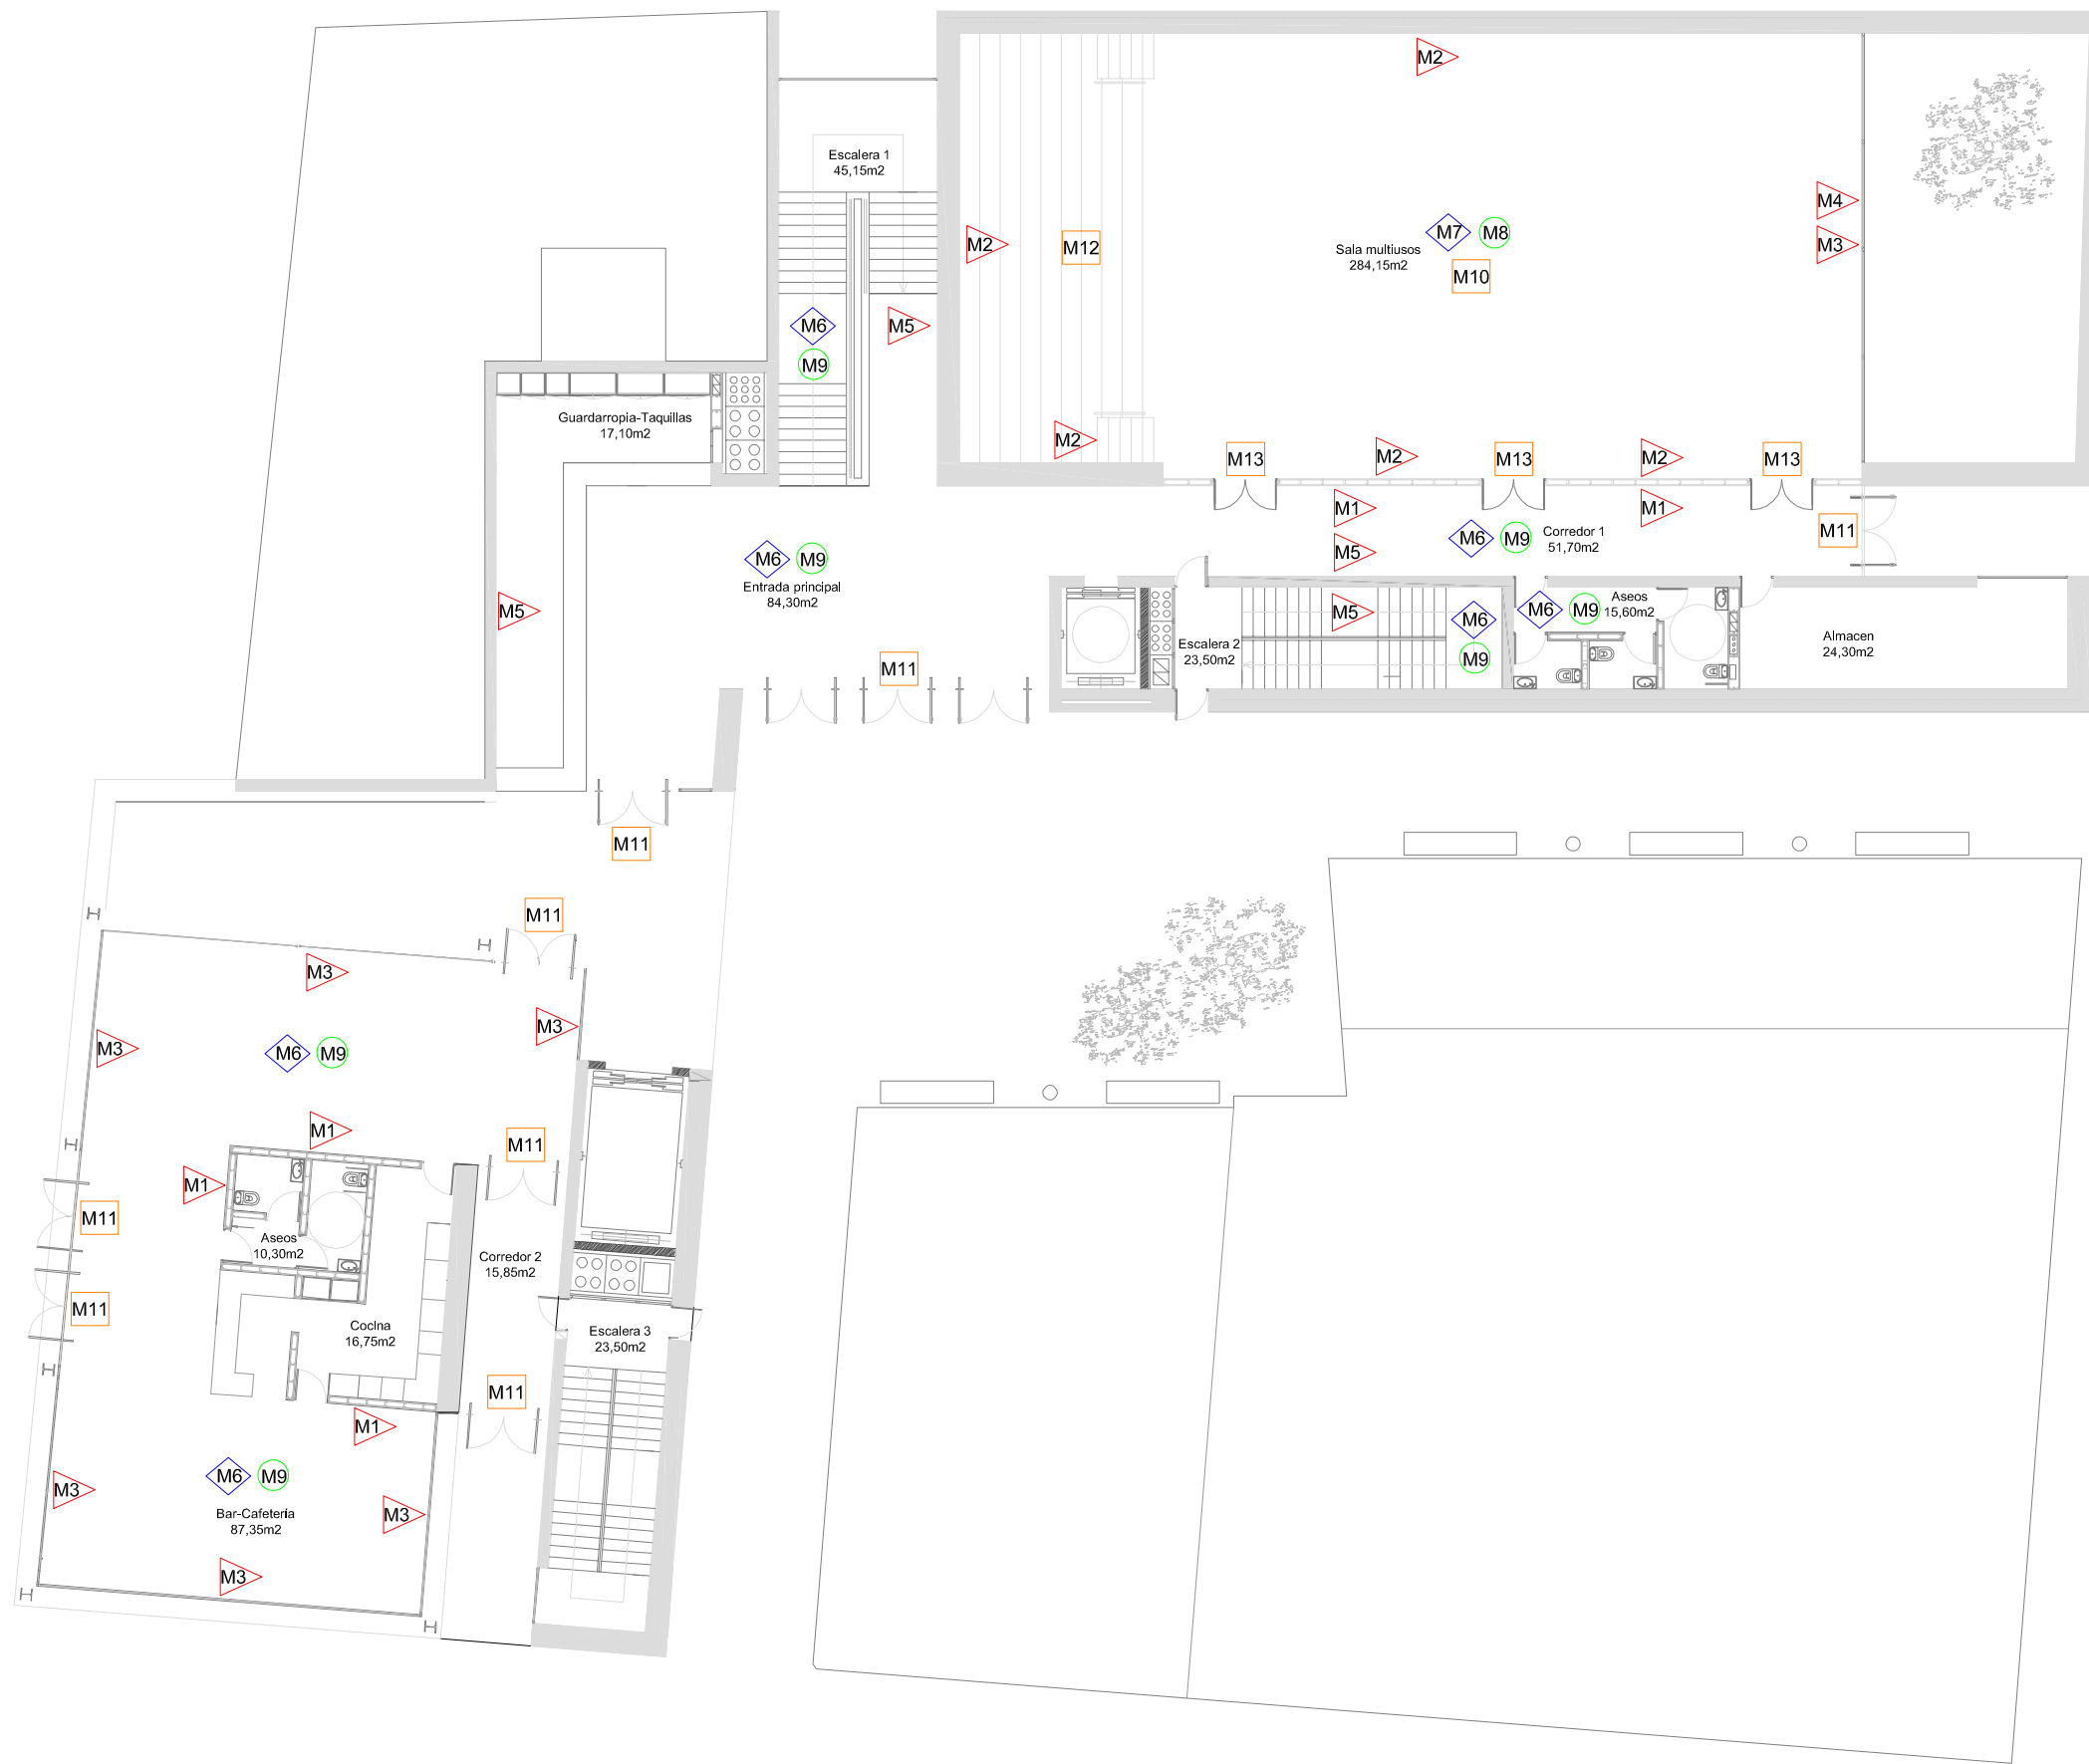 M2
Escalera 1
45,15m2
M4
M2
M12
M7
M8
M3
Sala multiusos
284,15m2
M10
M6
M5
M9
Guardarropia-Taquillas
17,10m2
M2
M13
M2
M13
M2
M13
M1
M1
M6
M9
Corredor 1
51,70m2
M11
M5
M6
M9
Entrada principal
84,30m2
M5
M5
M6
M9
M6
M9
Aseos
15,60m2
Escalera 2
23,50m2
Almacen
24,30m2
M11
M11
M11
M3
M3
M3
M6
M9
M1
M11
M1
M11
Aseos
10,30m2
Corredor 2
15,85m2
M11
Cocina
16,75m2
Escalera 3
23,50m2
M11
M1
M6
M9
M3
M3
Bar-Cafetería
87,35m2
M3